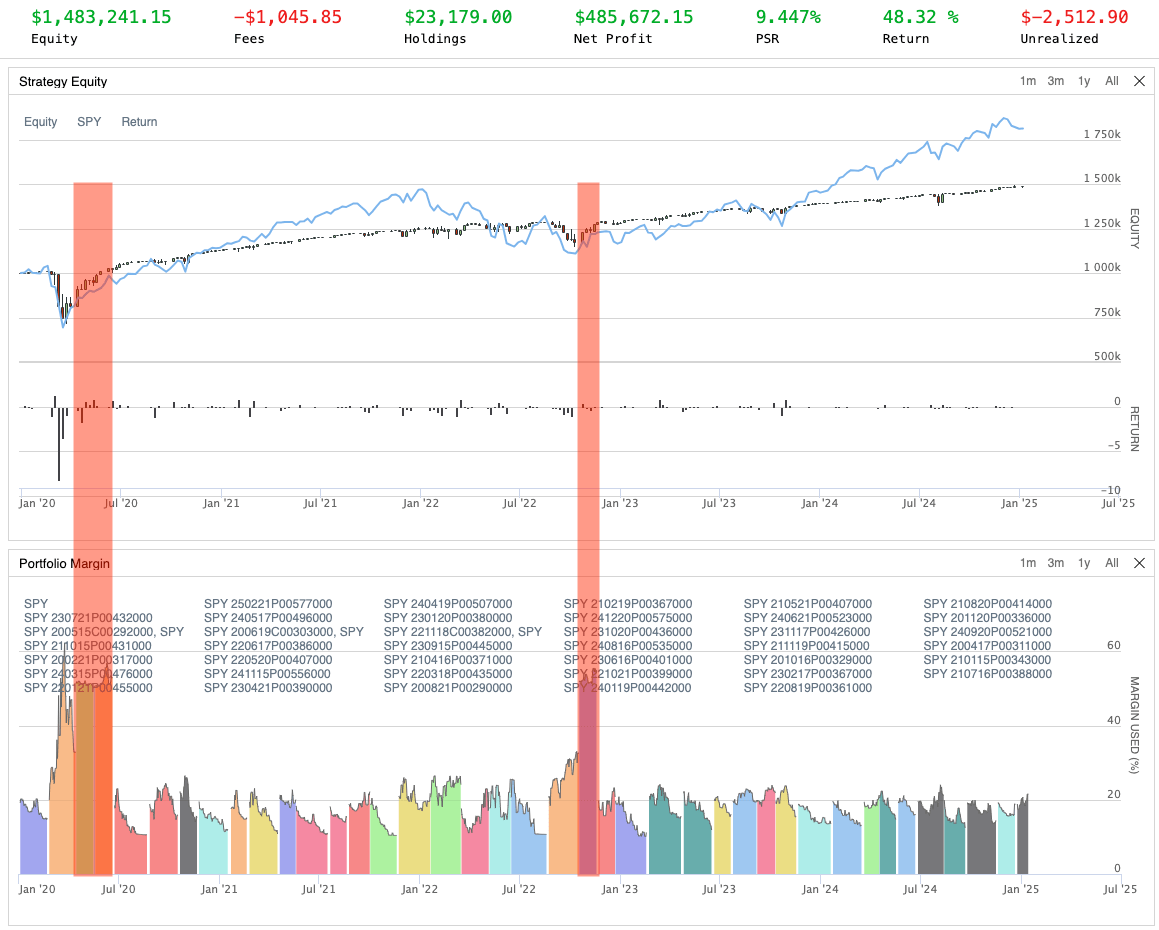 $1,483,241.15 −$1,045.85 $23,179.00 $485,672.15 9.447% 48.32 % $-2,512.90
Equity Fees Holdings Net Profit PSR Return Unrealized
Strategy Equity 1m 3m 1y All
Equity SPY Return
1 750k
1 500k
1 250k
1 000k
750k
500k
EQUITY
0
−5
−10
RETURN
Jan '20 Jul '20 Jan '21 Jul '21 Jan '22 Jul '22 Jan '23 Jul '23 Jan '24 Jul '24 Jan '25 Jul '25
Portfolio Margin 1m 3m 1y All
SPY SPY 250221P00577000 SPY 240419P00507000 SPY 210219P00367000 SPY 210521P00407000 SPY 210820P00414000
SPY 230721P00432000 SPY 240517P00496000 SPY 230120P00380000 SPY 241220P00575000 SPY 240621P00523000 SPY 201120P00336000
SPY 200515C00292000, SPY SPY 200619C00303000, SPY SPY 221118C00382000, SPY SPY 231020P00436000 SPY 231117P00426000 SPY 240920P00521000
SPY 211015P00431000 SPY 220617P00386000 SPY 230915P00445000 SPY 240816P00535000 SPY 211119P00415000 SPY 200417P00311000
SPY 200221P00317000 SPY 220520P00407000 SPY 210416P00371000 SPY 230616P00401000 SPY 201016P00329000 SPY 210115P00343000
SPY 240315P00476000 SPY 241115P00556000 SPY 220318P00435000 SPY 221021P00399000 SPY 230217P00367000 SPY 210716P00388000
SPY 220121P00455000 SPY 230421P00390000 SPY 200821P00290000 SPY 240119P00442000 SPY 220819P00361000
60
40
20
0
MARGIN USED (%)
Jan '20 Jul '20 Jan '21 Jul '21 Jan '22 Jul '22 Jan '23 Jul '23 Jan '24 Jul '24 Jan '25 Jul '25